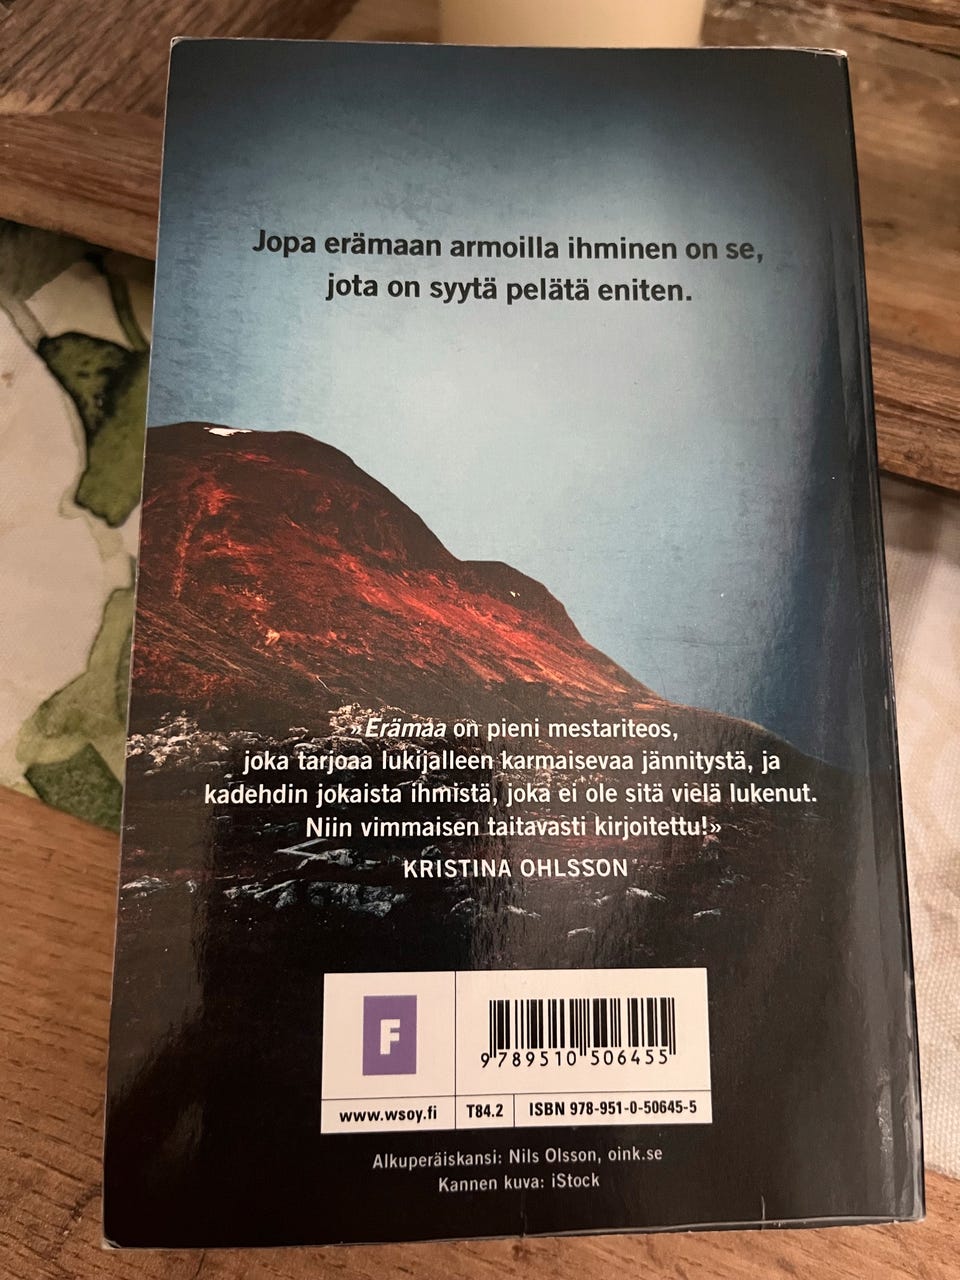 Jopa erämaan armoilla ihminen on se,
jota on syytä pelätä eniten.
»Erämaa on pieni mestariteos,
joka tarjoaa lukijalleen karmaisevaa jännitystä, ja
kadehdin jokaista ihmistä, joka ei ole sitä vielä lukenut.
Niin vimmaisen taitavasti kirjoitettu!»
KRISTINA OHLSSON
F
9 789510 506455
www.wsoy.fi
T84.2
ISBN 978-951-0-50645-5
Alkuperäiskansi: Nils Olsson, oink.se
Kannen kuva: iStock